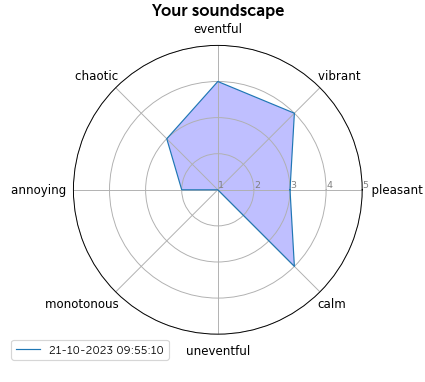 Your soundscape
eventful
chaotic
vibrant
annoying
1 2 3 4 5
pleasant
monotonous
calm
uneventful
21-10-2023 09:55:10